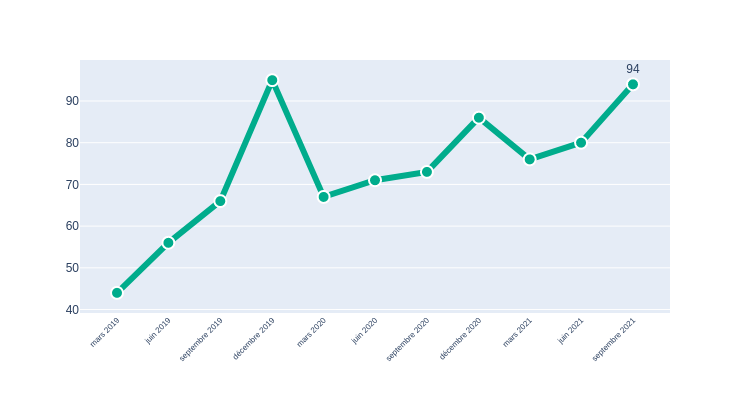 94
90
80
70
60
50
40
mars 2019
juin 2019
septembre 2019
décembre 2019
mars 2020
juin 2020
septembre 2020
décembre 2020
mars 2021
juin 2021
septembre 2021